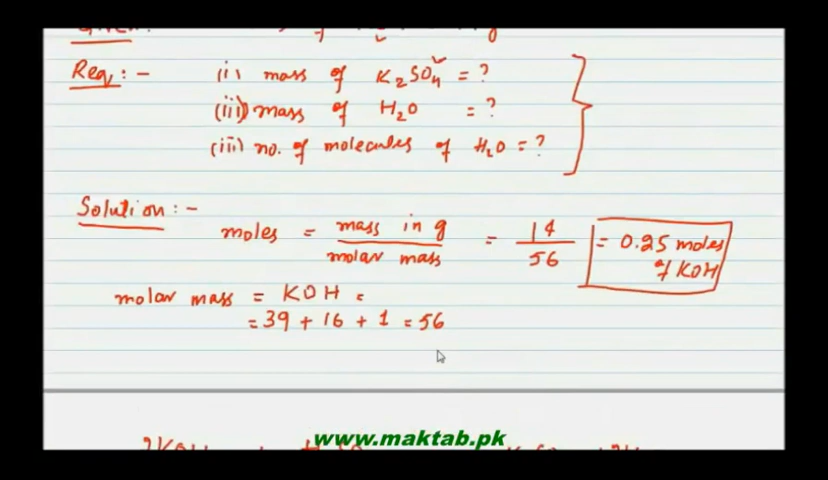 Req :- (i) mass of K2SO4 = ?
(ii) mass of H2O = ?
(iii) no. of molecules of H2O = ?
Solution :-
moles = mass in g / molar mass = 14 / 56 = 0.25 moles of KOH
molar mass = KOH =
= 39 + 16 + 1 = 56
www.maktab.pk